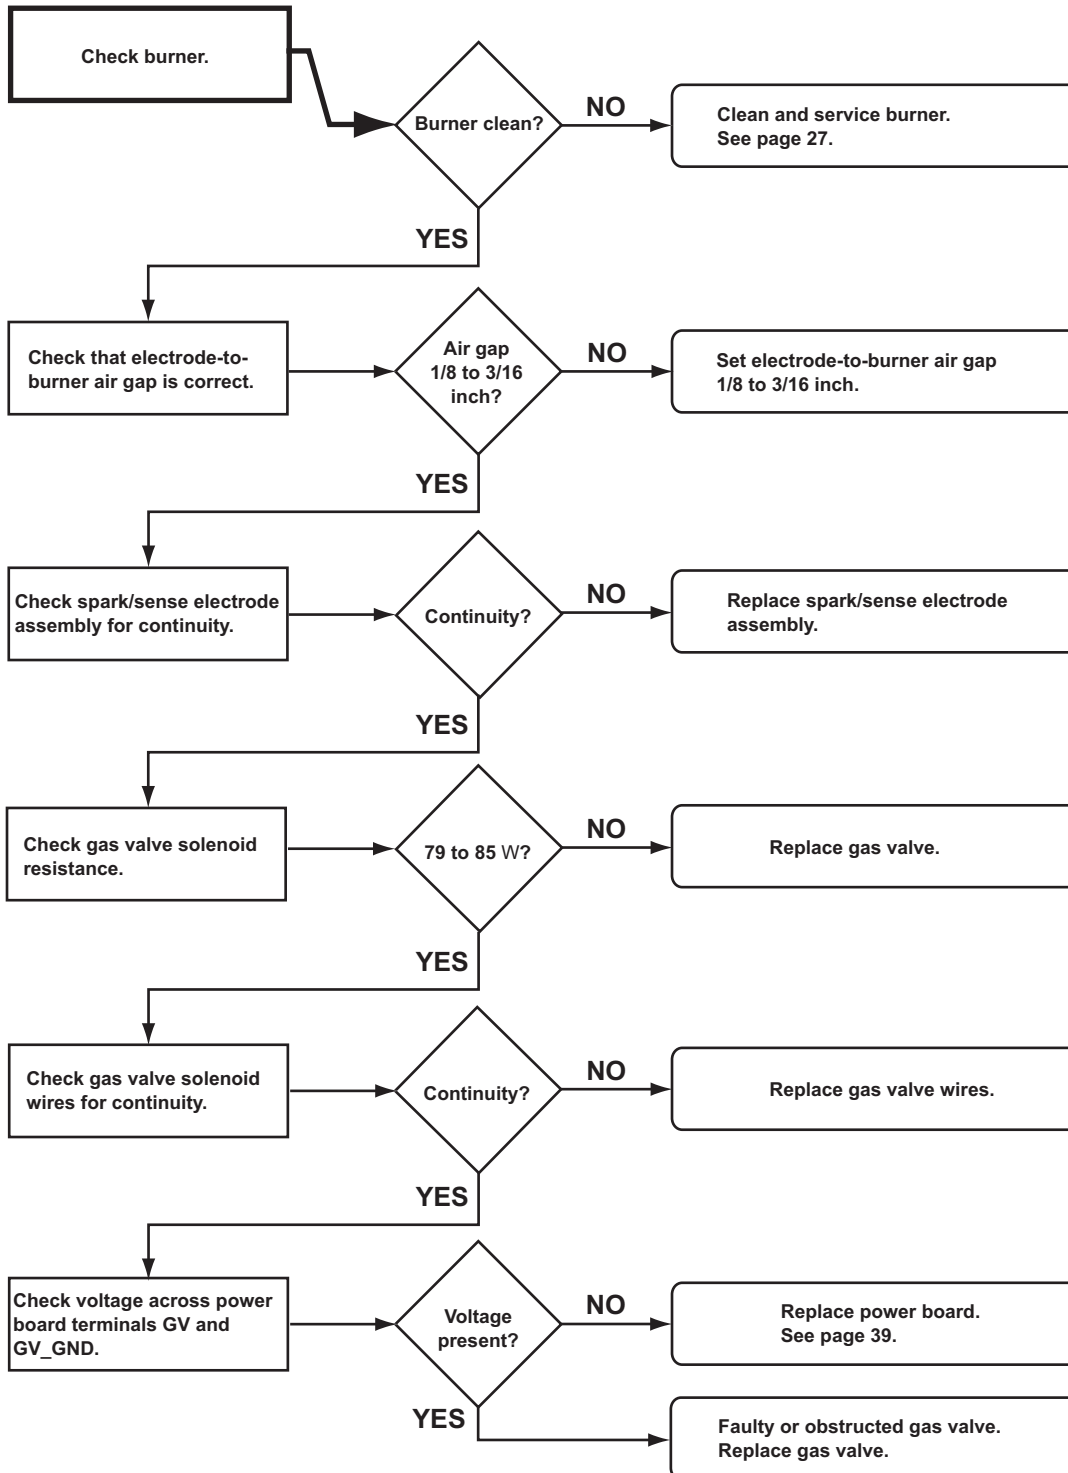 Check burner.
Burner clean?
NO
Clean and service burner.
See page 27.
YES
Check that electrode-to-
burner air gap is correct.
Air gap
1/8 to 3/16
inch?
NO
Set electrode-to-burner air gap
1/8 to 3/16 inch.
YES
Check spark/sense electrode
assembly for continuity.
Continuity?
NO
Replace spark/sense electrode
assembly.
YES
Check gas valve solenoid
resistance.
79 to 85 W?
NO
Replace gas valve.
YES
Check gas valve solenoid
wires for continuity.
Continuity?
NO
Replace gas valve wires.
YES
Check voltage across power
board terminals GV and
GV_GND.
Voltage
present?
NO
Replace power board.
See page 39.
YES
Faulty or obstructed gas valve.
Replace gas valve.